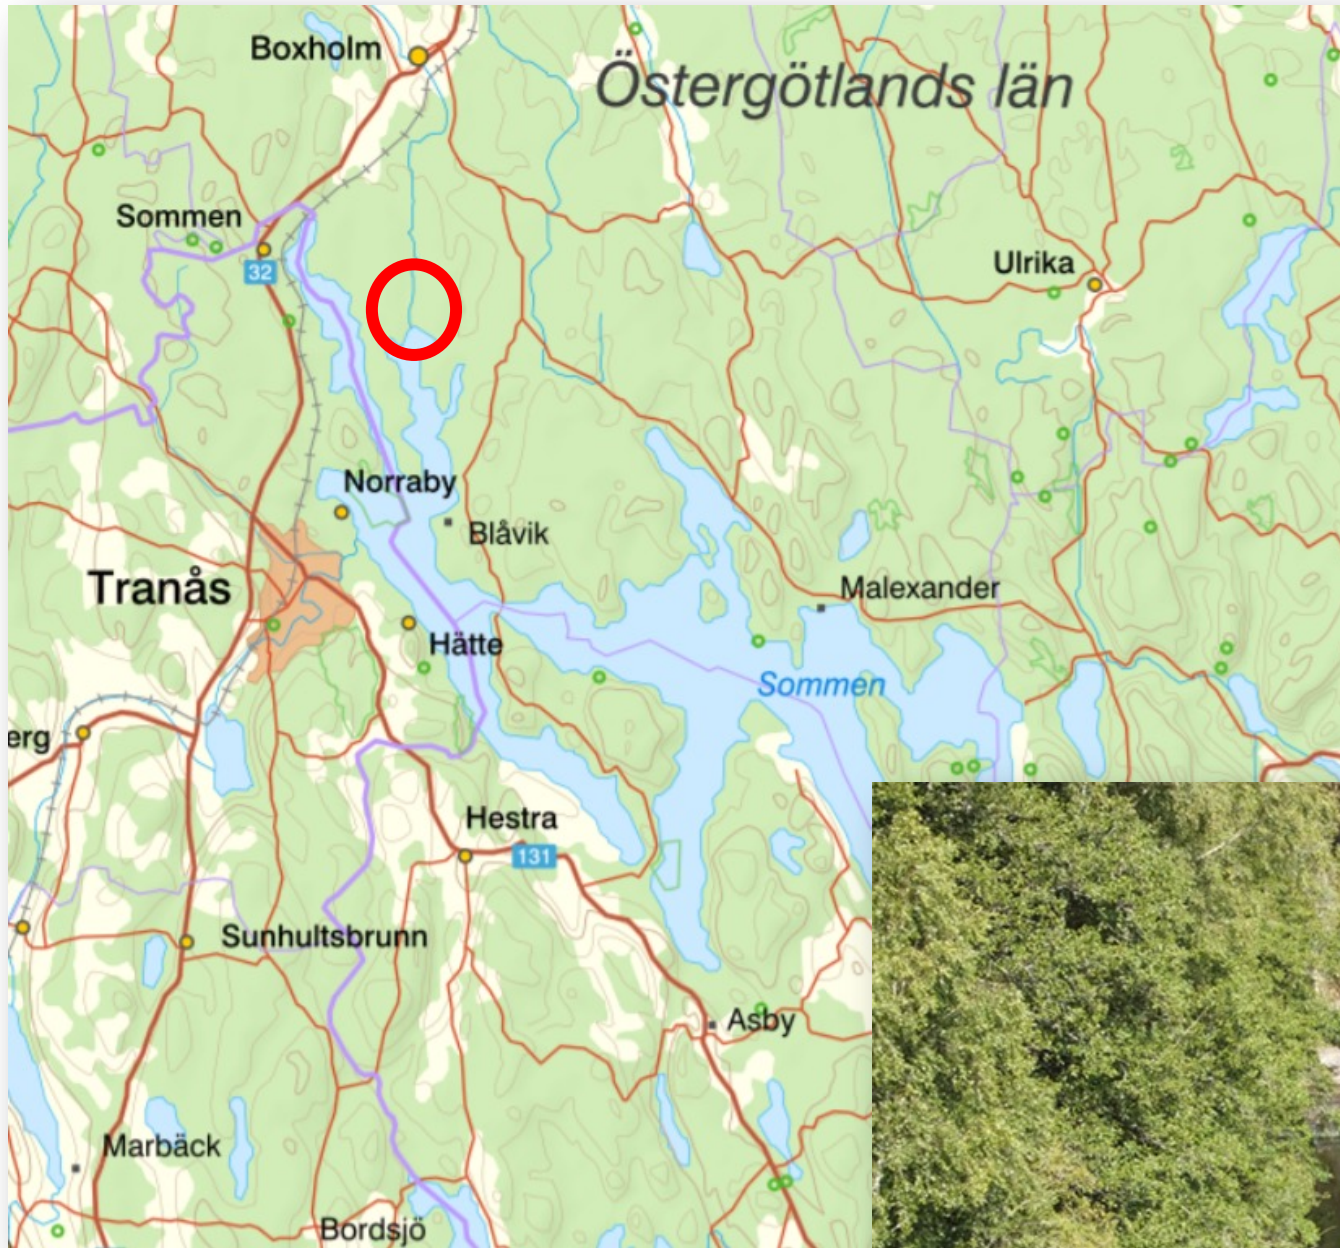 Boxholm
Östergötlands län
Sommen
32
Ulrika
Norraby
Blåvik
Tranås
Malexander
Hätte
Sommen
erg
Hestra
131
Sunhultsbrunn
Asby
Marbäck
Bordsjö